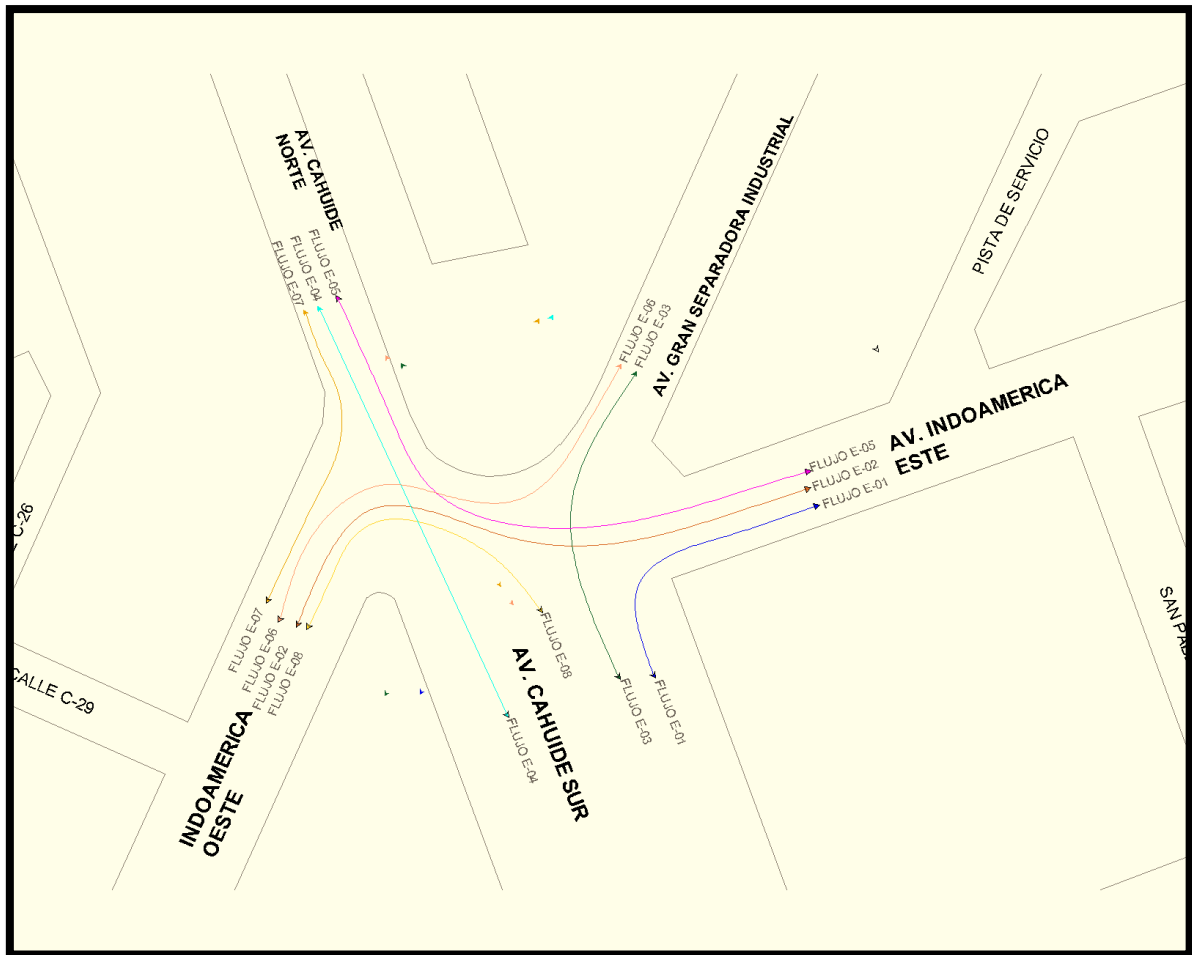 AV. CAHUIDE
NORTE
FLUJO E-07
FLUJO E-04
FLUJO E-05
FLUJO E-06
FLUJO E-03
AV. GRAN SEPARADORA INDUSTRIAL
PISTA DE SERVICIO
FLUJO E-05
FLUJO E-02
FLUJO E-01
AV. INDOAMERICA
ESTE
C-26
FLUJO E-07
FLUJO E-06
FLUJO E-02
FLUJO E-08
FLUJO E-08
FLUJO E-04
FLUJO E-03
FLUJO E-01
AV. CAHUIDE SUR
CALLE C-29
INDOAMERICA
OESTE
SAN PAB